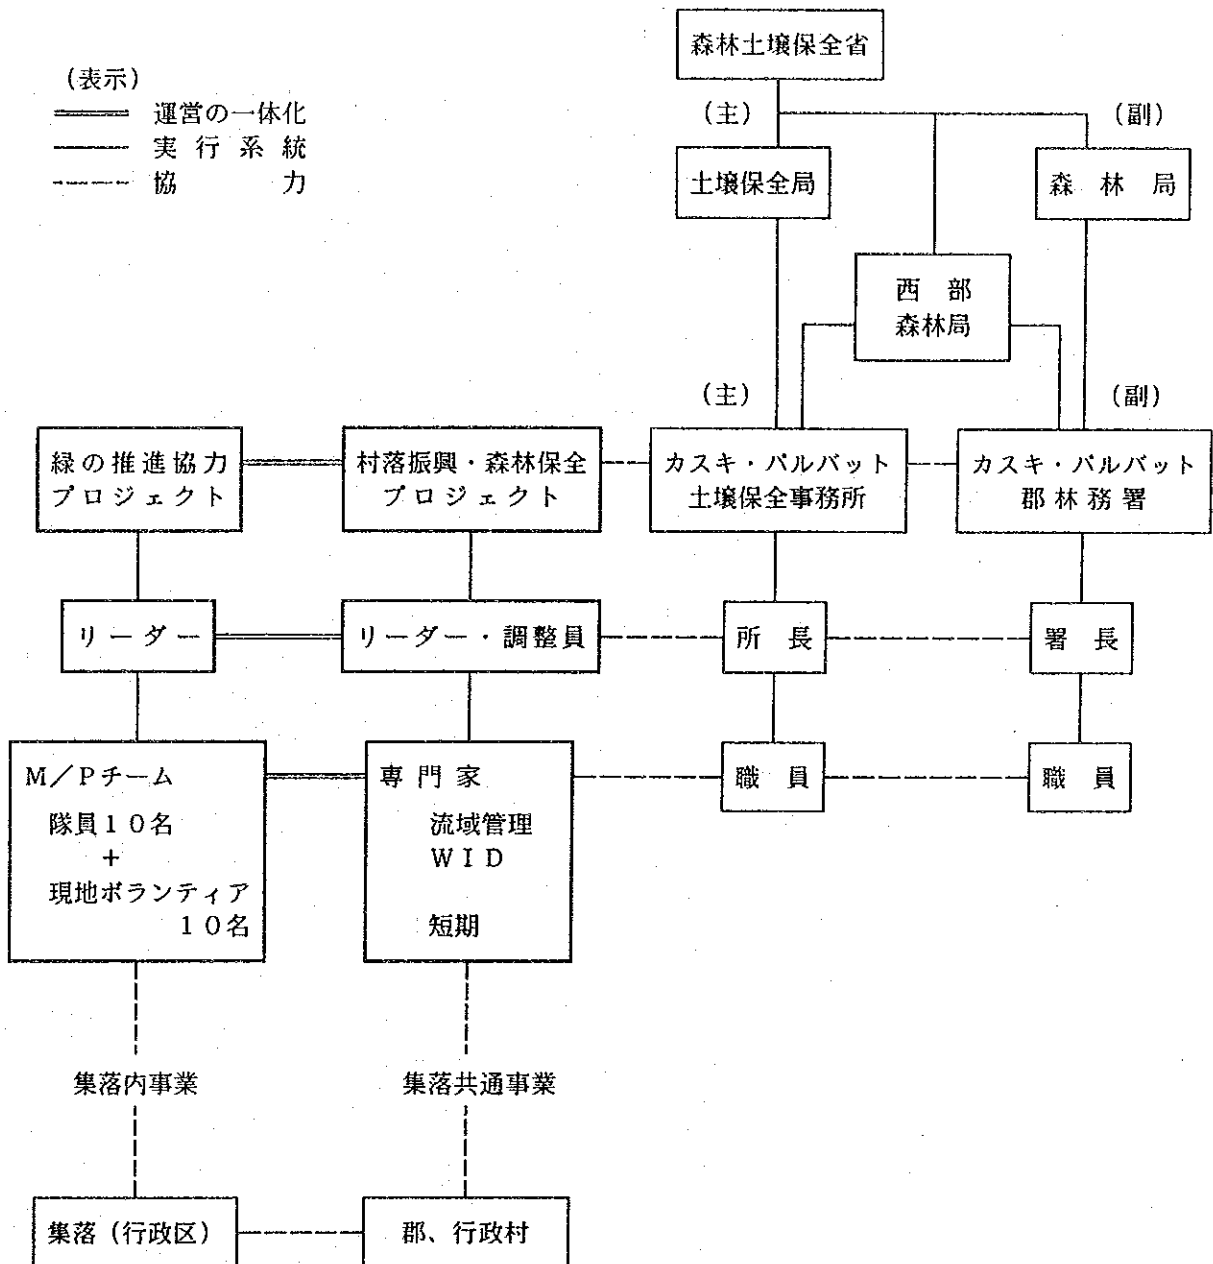 森林土壌保全省
(表示)
運営の一体化
実行系統
協力
(主)
(副)
土壌保全局
森林局
西部
森林局
(主)
(副)
緑の推進協力
プロジェクト
村落振興・森林保全
プロジェクト
カスキ・パルバット
土壌保全事務所
カスキ・パルバット
郡林務署
リーダー
リーダー・調整員
所長
署長
M/Pチーム
隊員10名
+
現地ボランティア
10名
専門家
流域管理
WID
短期
職員
職員
集落内事業
集落共通事業
集落(行政区)
郡、行政村